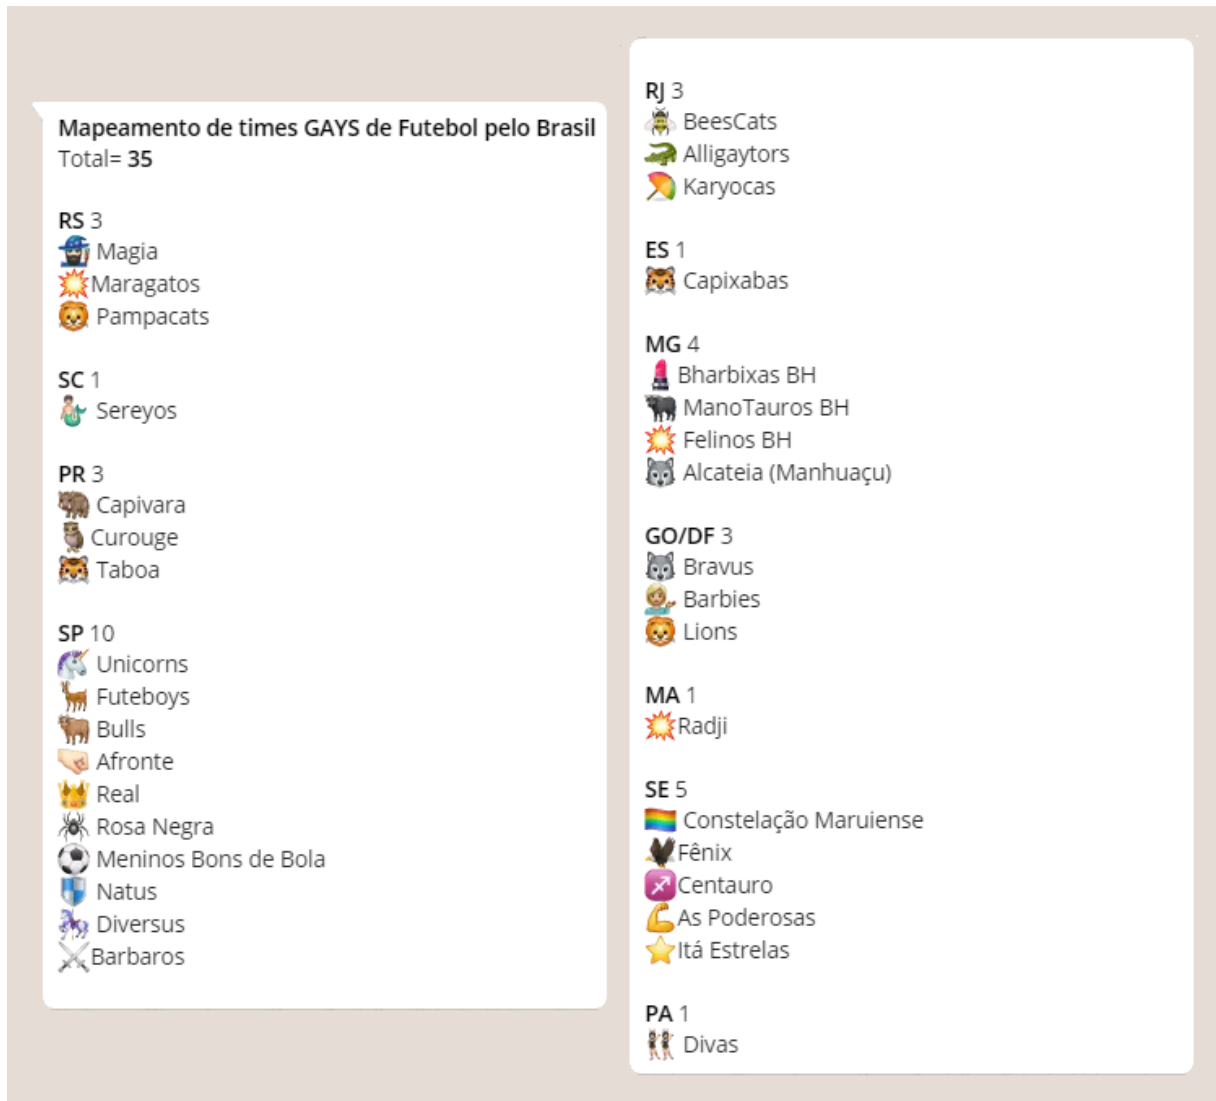 Mapeamento de times GAYS de Futebol pelo Brasil
Total= 35
RS 3
Magia
Maragatos
Pampacats
SC 1
Sereyos
PR 3
Capivara
Curouge
Taboa
SP 10
Unicorns
Futeboys
Bulls
Afronte
Real
Rosa Negra
Meninos Bons de Bola
Natus
Diversus
Barbaros
RJ 3
BeesCats
Alligaytors
Karyocas
ES 1
Capixabas
MG 4
Bharbixas BH
ManoTauros BH
Felinos BH
Alcateia (Manhuaçu)
GO/DF 3
Bravus
Barbies
Lions
MA 1
Radji
SE 5
Constelação Maruiense
Fênix
Centauro
As Poderosas
Itá Estrelas
PA 1
Divas